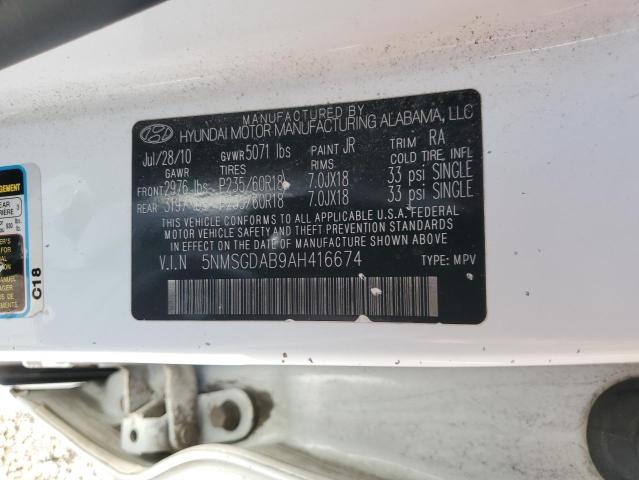 MANUFACTURED BY
HYUNDAI MOTOR MANUFACTURING ALABAMA, LLC
Jul/28/10 GVWR 5071 lbs PAINT JR TRIM RA
GAWR TIRES RIMS COLD TIRE INFL.
FRONT 2976 lbs. P235/60R18 7.0JX18 33 psi SINGLE
REAR P235/60R18 7.0JX18 33 psi SINGLE
THIS VEHICLE CONFORMS TO ALL APPLICABLE U.S.A. FEDERAL
MOTOR VEHICLE SAFETY AND THEFT PREVENTION STANDARDS
IN EFFECT ON THE DATE OF MANUFACTURE SHOWN ABOVE.
V.I.N 5NMSGDAB9AH416674 TYPE: MPV
C18